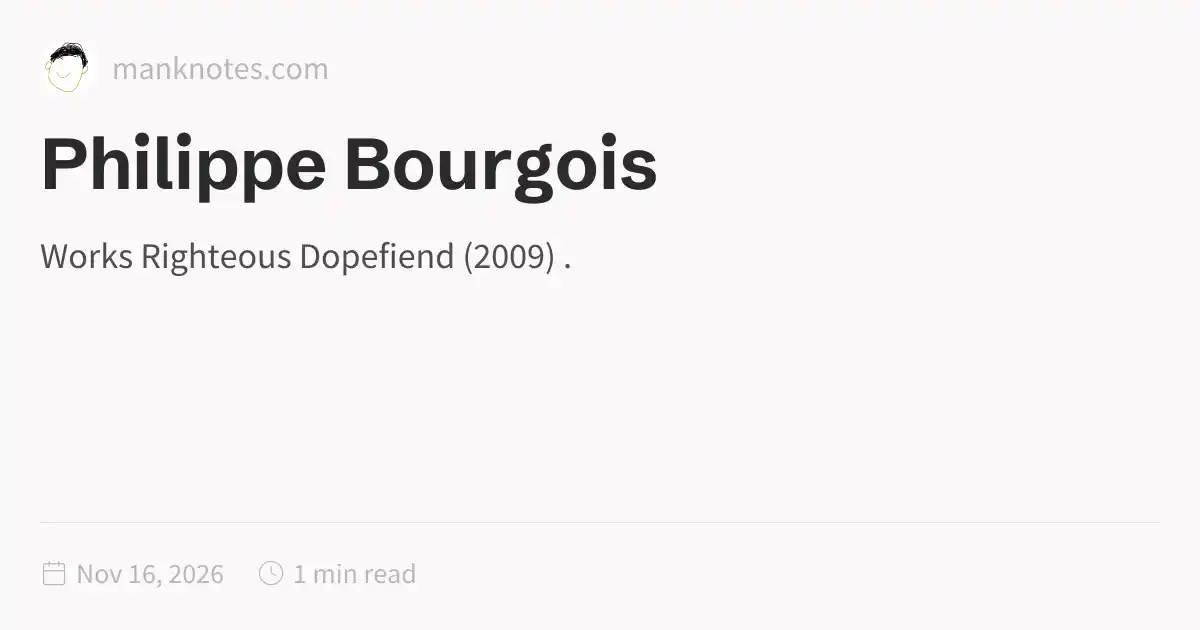 manknotes.com
Philippe Bourgois
Works Righteous Dopefiend (2009) .
Nov 16, 2026 1 min read